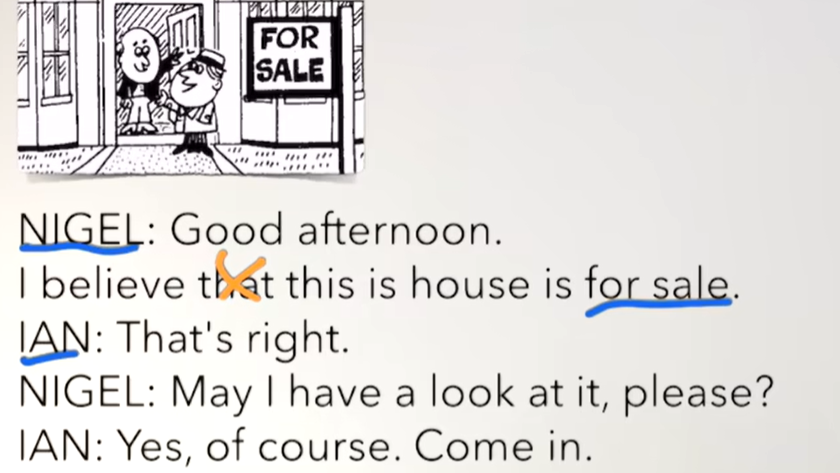 FOR
SALE
NIGEL: Good afternoon.
I believe that this is house is for sale.
IAN: That's right.
NIGEL: May I have a look at it, please?
IAN: Yes, of course. Come in.